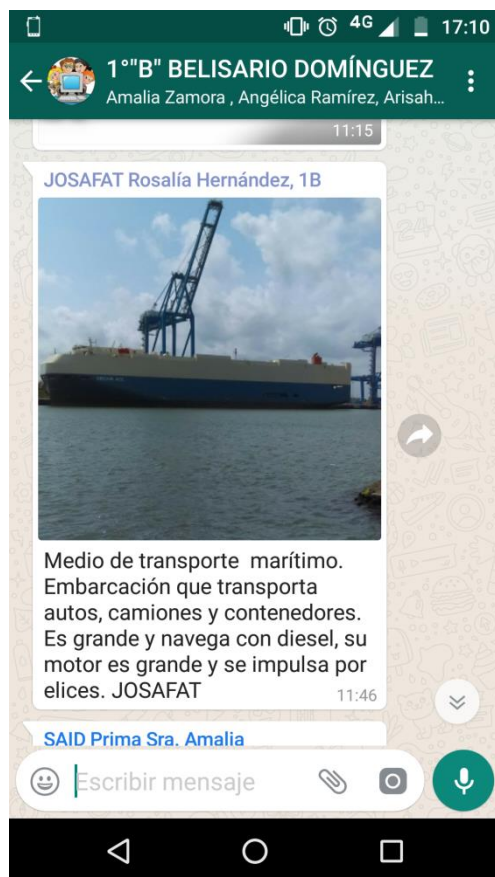 4G 17:10
1°"B" BELISARIO DOMÍNGUEZ
Amalia Zamora , Angélica Ramírez, Arisah...
11:15
JOSAFAT Rosalía Hernández, 1B
Medio de transporte marítimo.
Embarcación que transporta
autos, camiones y contenedores.
Es grande y navega con diesel, su
motor es grande y se impulsa por
elices. JOSAFAT
11:46
SAID Prima Sra. Amalia
Escribir mensaje